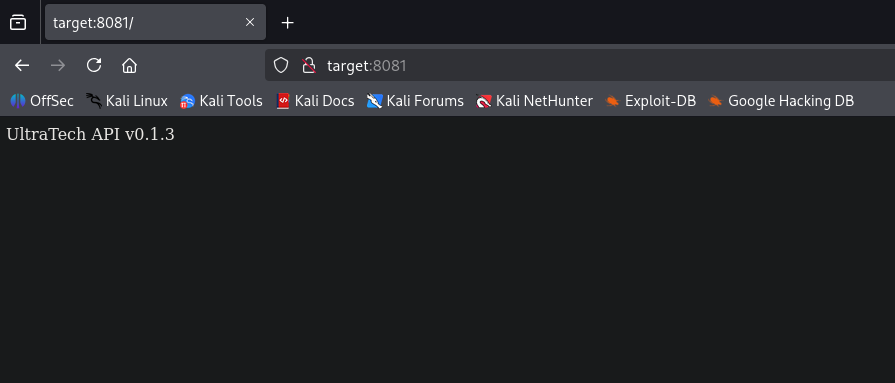 target:8081/
target:8081
OffSec Kali Linux Kali Tools Kali Docs Kali Forums Kali NetHunter Exploit-DB Google Hacking DB
UltraTech API v0.1.3